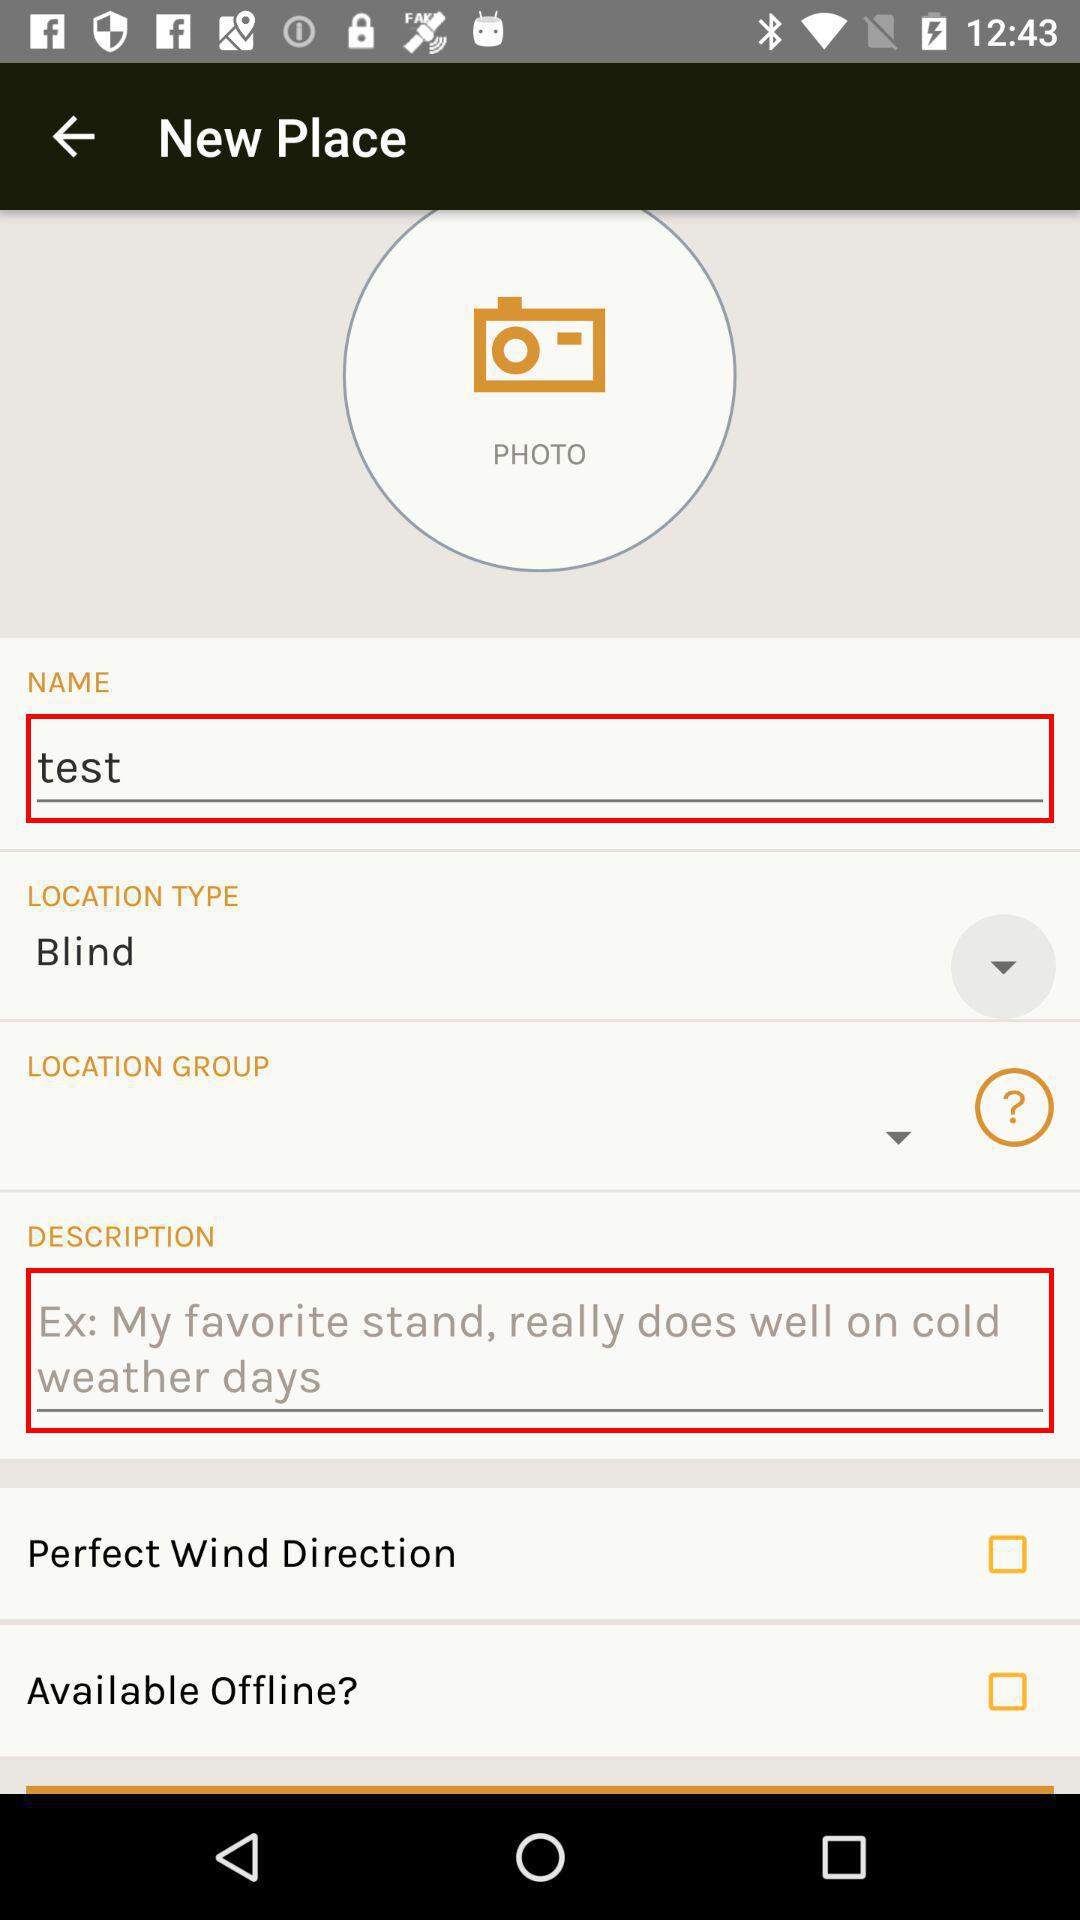 FAKE
12:43
New Place
PHOTO
NAME
test
LOCATION TYPE
Blind
LOCATION GROUP
?
DESCRIPTION
Ex: My favorite stand, really does well on cold
weather days
Perfect Wind Direction
Available Offline?